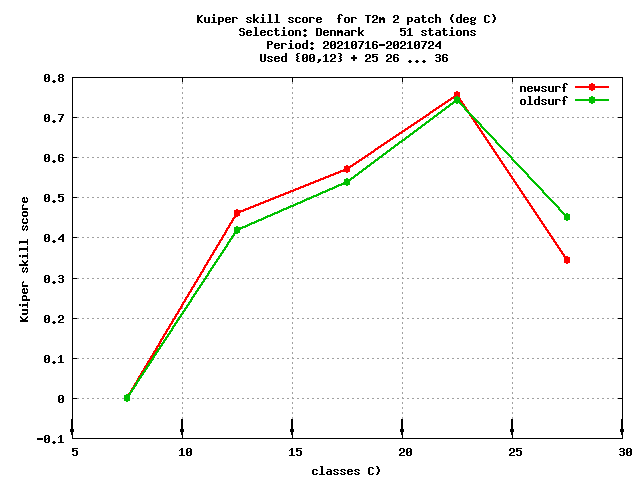 Kuiper skill score  for T2m 2 patch (deg C)
Selection: Denmark     51 stations
Period: 20210716-20210724
Used {00,12} + 25 26 ... 36
newsurf
oldsurf
0.8
0.7
0.6
0.5
0.4
0.3
0.2
0.1
0
-0.1
Kuiper skill score
5 10 15 20 25 30
classes C)